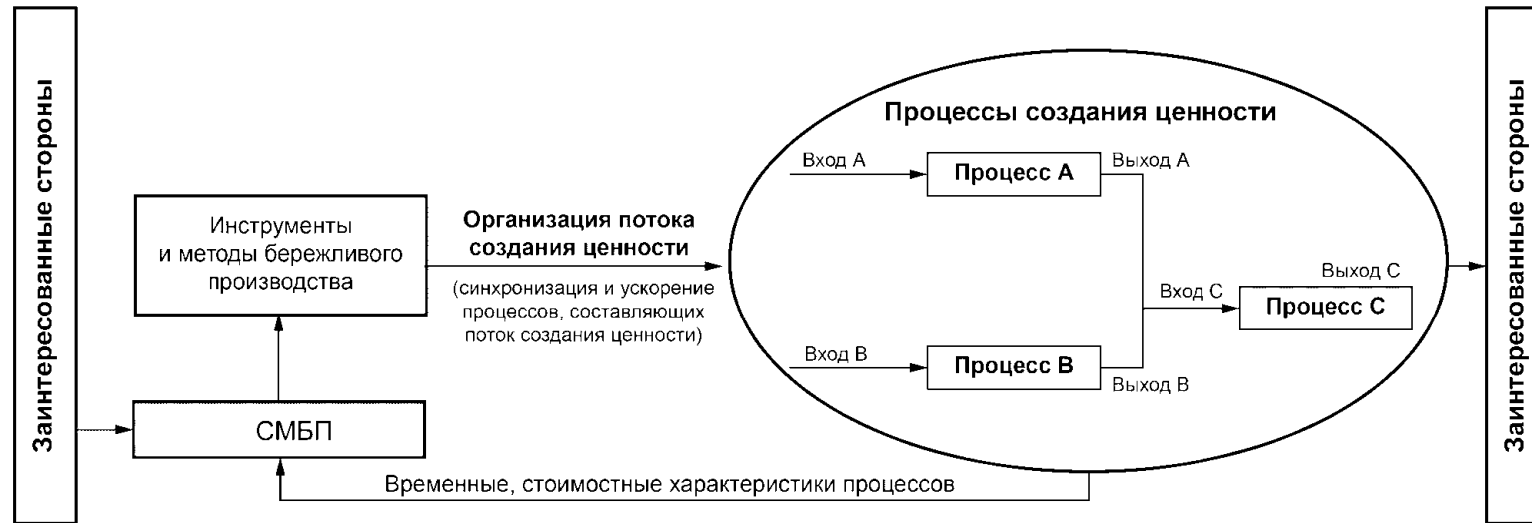 Заинтересованные стороны
Инструменты
и методы бережливого
производства
СМБП
Организация потока
создания ценности
(синхронизация и ускорение
процессов, составляющих
поток создания ценности)
Процессы создания ценности
Вход А
Процесс А
Выход А
Вход С
Выход С
Процесс С
Вход В
Процесс В
Выход В
Временные, стоимостные характеристики процессов
Заинтересованные стороны